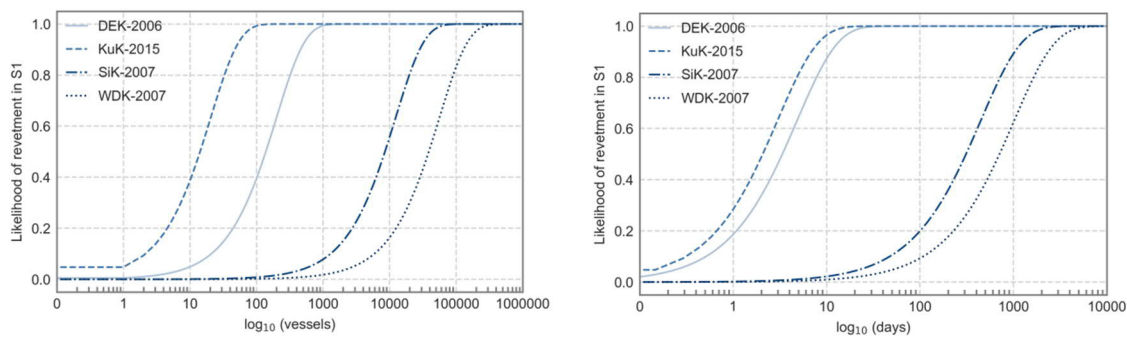 Likelihood of revetment in S1
1.0
0.8
0.6
0.4
0.2
0.0
DEK-2006
KuK-2015
SiK-2007
WDK-2007
0 1 10 100 1000 10000 100000 1000000
log10 (vessels)
Likelihood of revetment in S1
1.0
0.8
0.6
0.4
0.2
0.0
DEK-2006
KuK-2015
SiK-2007
WDK-2007
0 1 10 100 1000 10000
log10 (days)